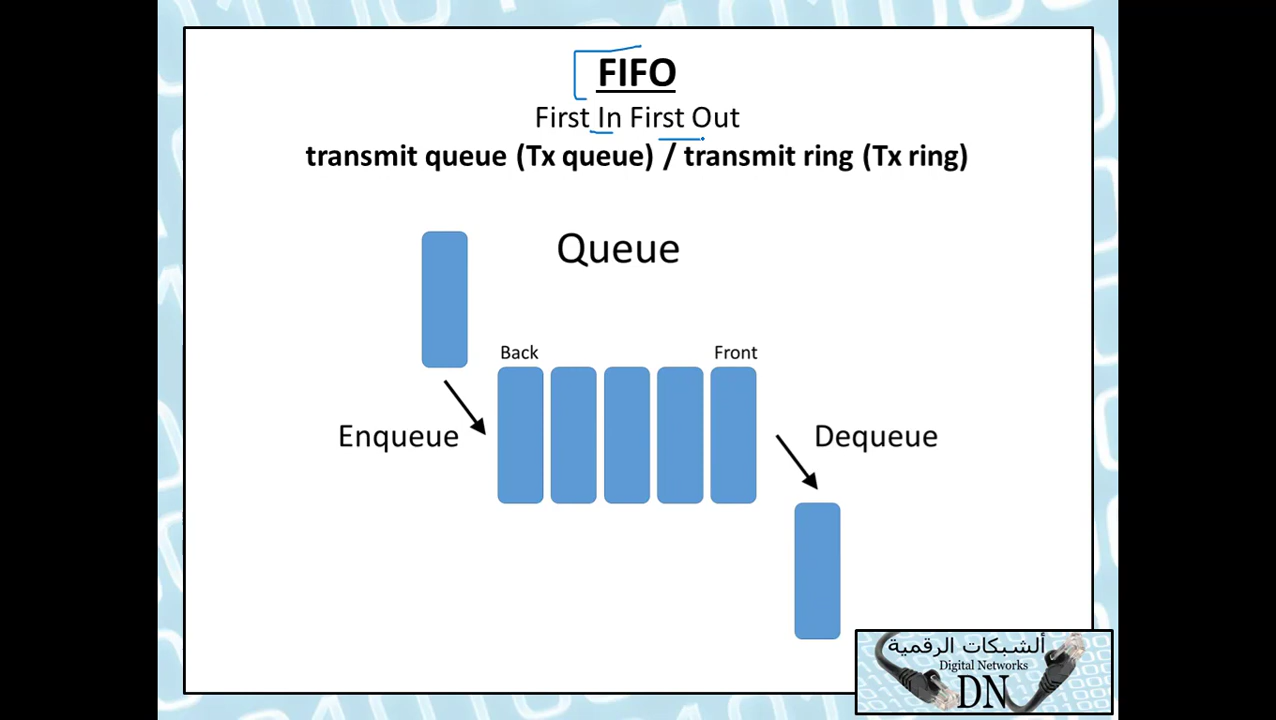 FIFO
First In First Out
transmit queue (Tx queue) / transmit ring (Tx ring)
Queue
Back
Front
Enqueue
Dequeue
ألشبكات الرقمية
Digital Networks
DN